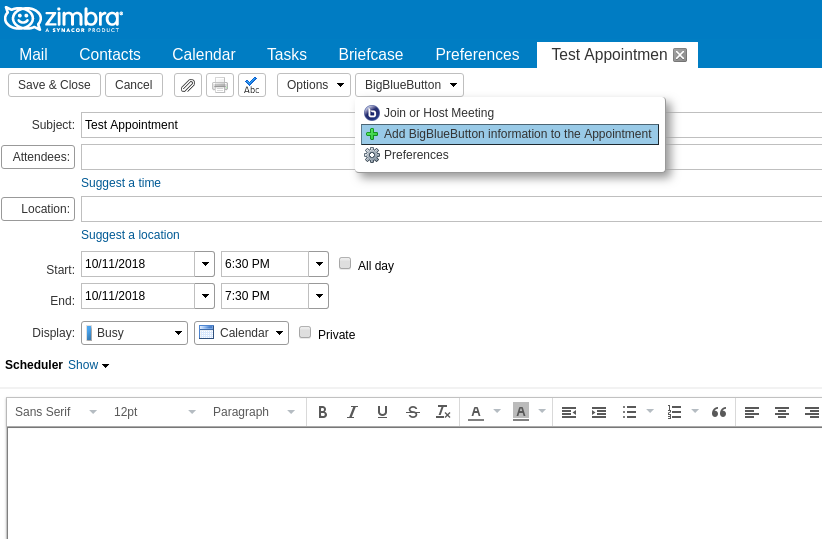 zimbra
A SYNACOR PRODUCT
Mail Contacts Calendar Tasks Briefcase Preferences Test Appointmen
Save & Close Cancel Abc Options BigBlueButton
Join or Host Meeting
Subject: Test Appointment
Add BigBlueButton information to the Appointment
Attendees: Preferences
Suggest a time
Location:
Suggest a location
Start: 10/11/2018 6:30 PM All day
End: 10/11/2018 7:30 PM
Display: Busy Calendar Private
Scheduler Show
Sans Serif 12pt Paragraph B I U S Tx A A